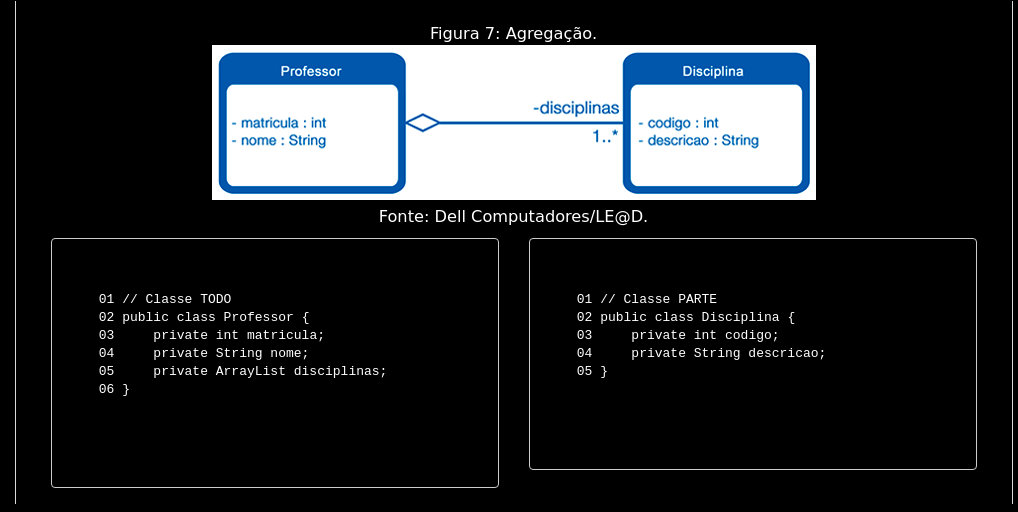 Figura 7: Agregação.
Professor
- matricula : int
- nome : String
-disciplinas
1..*
Disciplina
- codigo : int
- descricao : String
Fonte: Dell Computadores/LE@D.
01 // Classe TODO
02 public class Professor {
03     private int matricula;
04     private String nome;
05     private ArrayList disciplinas;
06 }
01 // Classe PARTE
02 public class Disciplina {
03     private int codigo;
04     private String descricao;
05 }